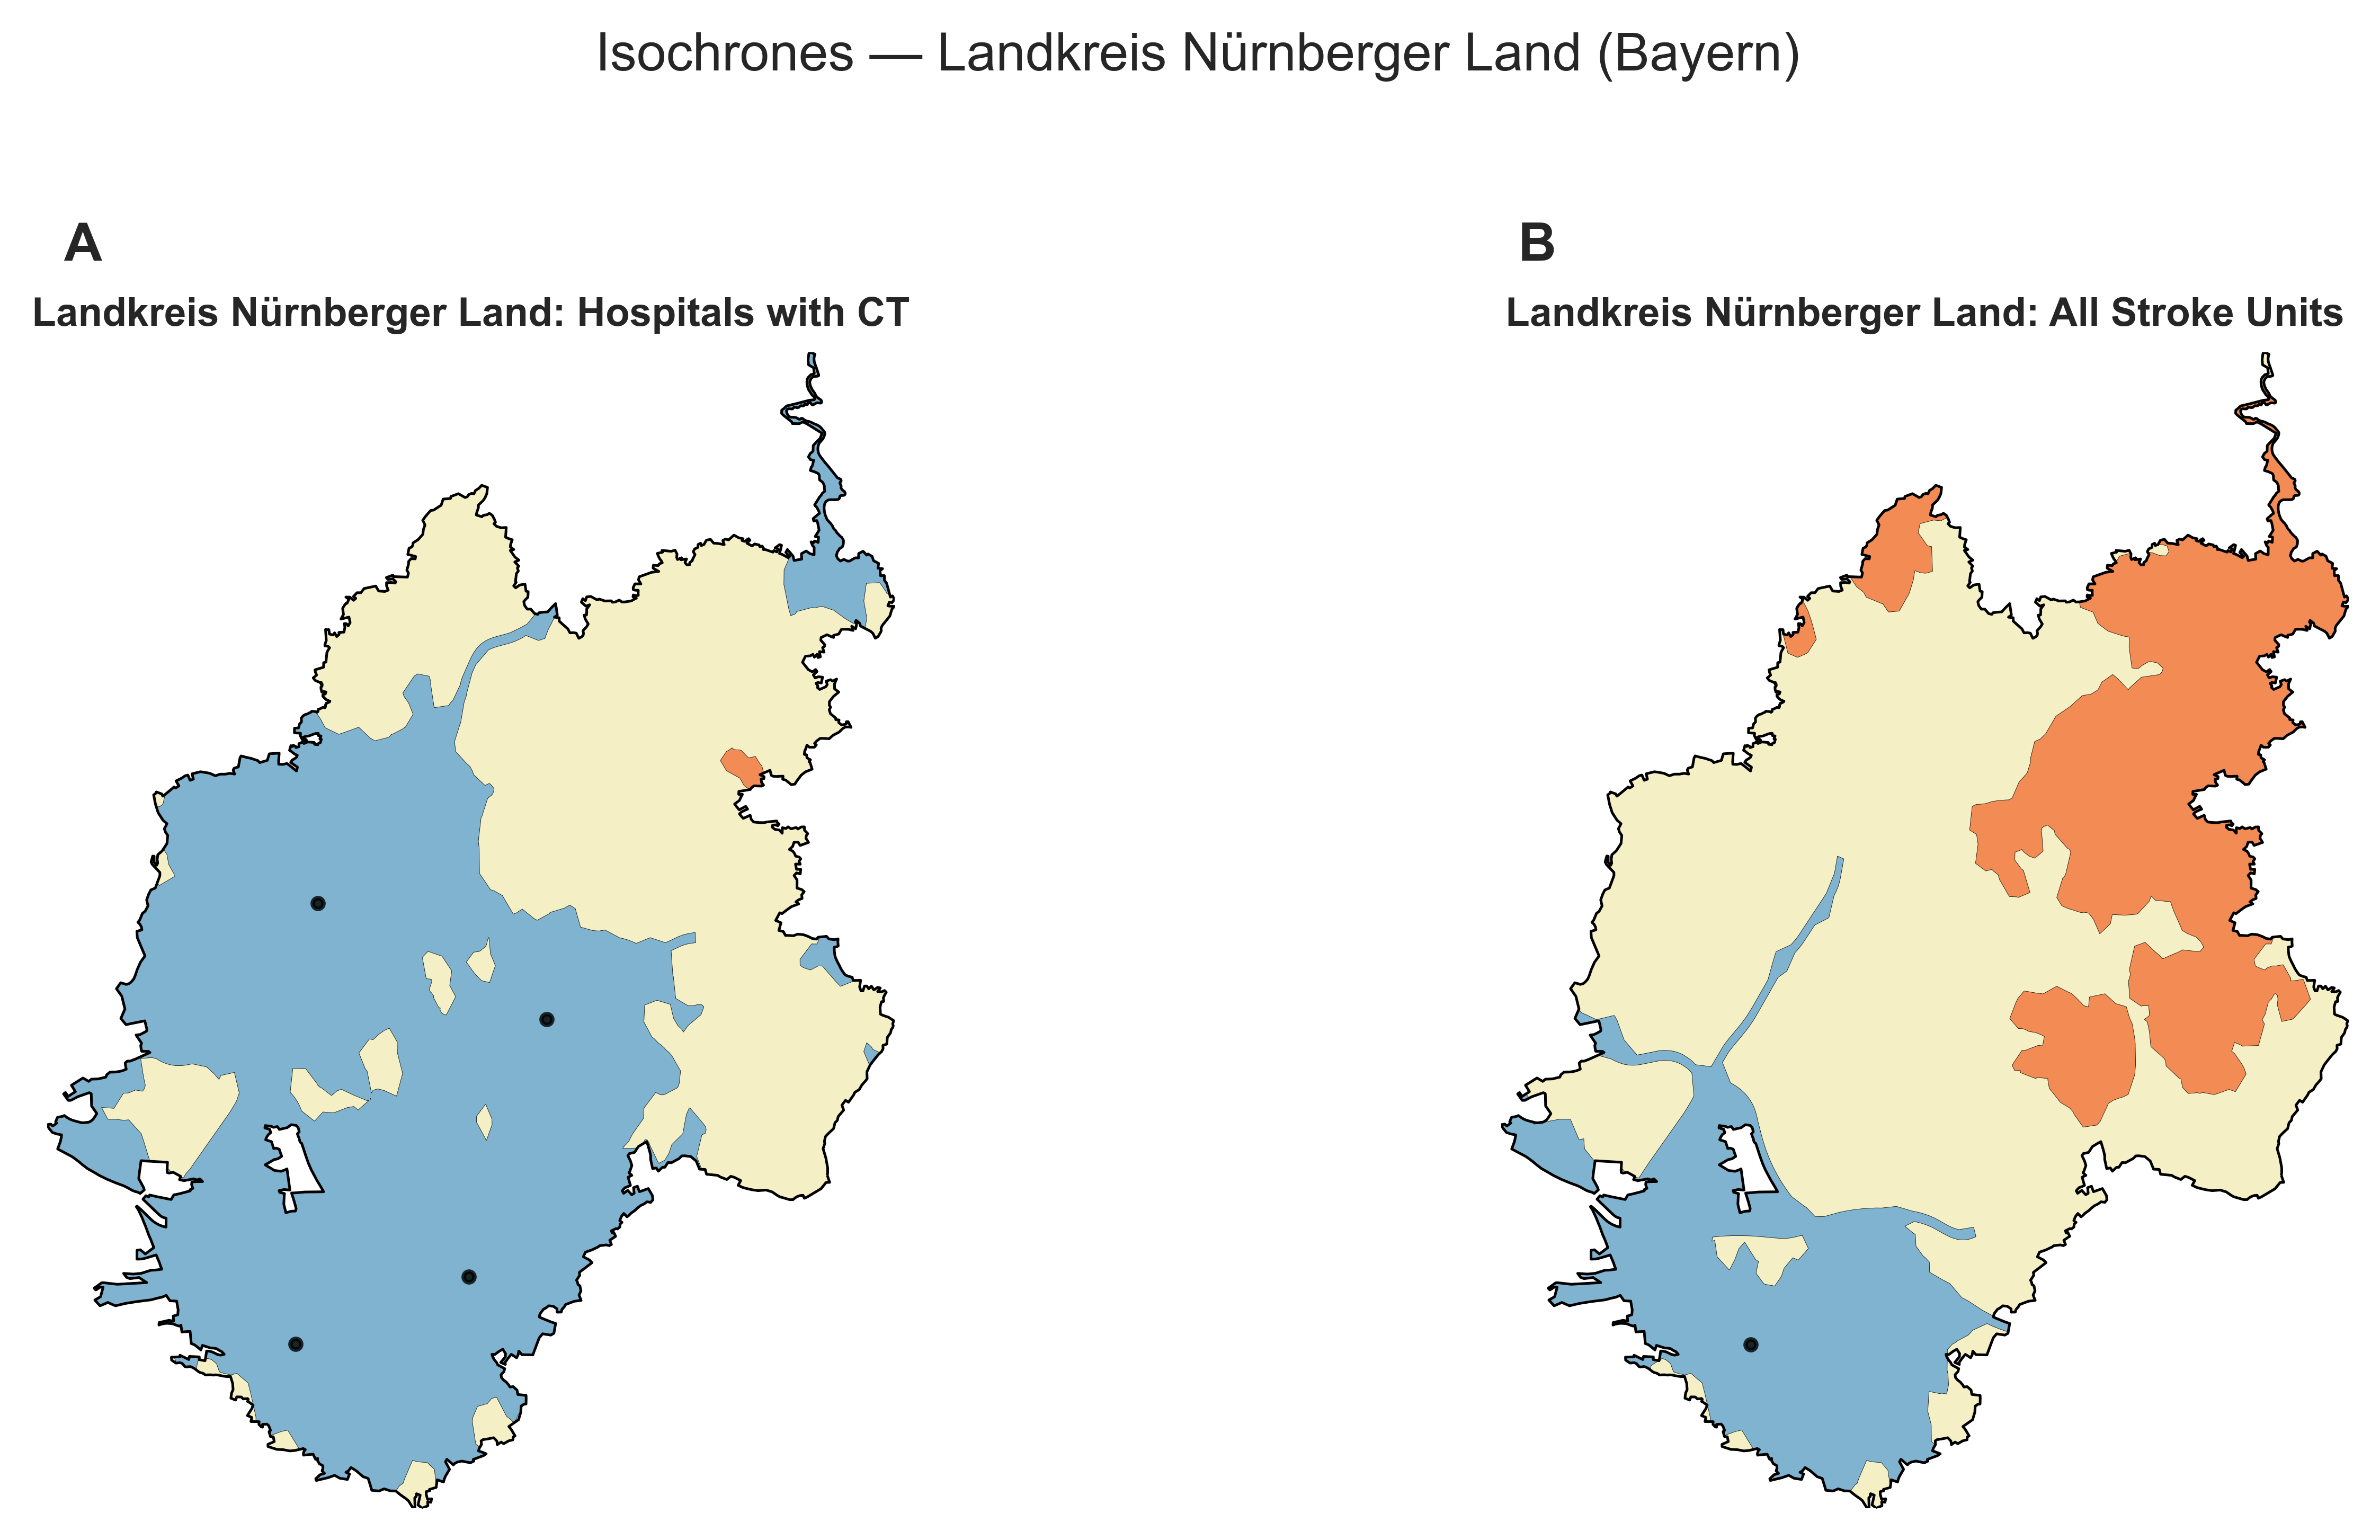 Isochrones — Landkreis Nürnberger Land (Bayern)
A
B
Landkreis Nürnberger Land: Hospitals with CT
Landkreis Nürnberger Land: All Stroke Units